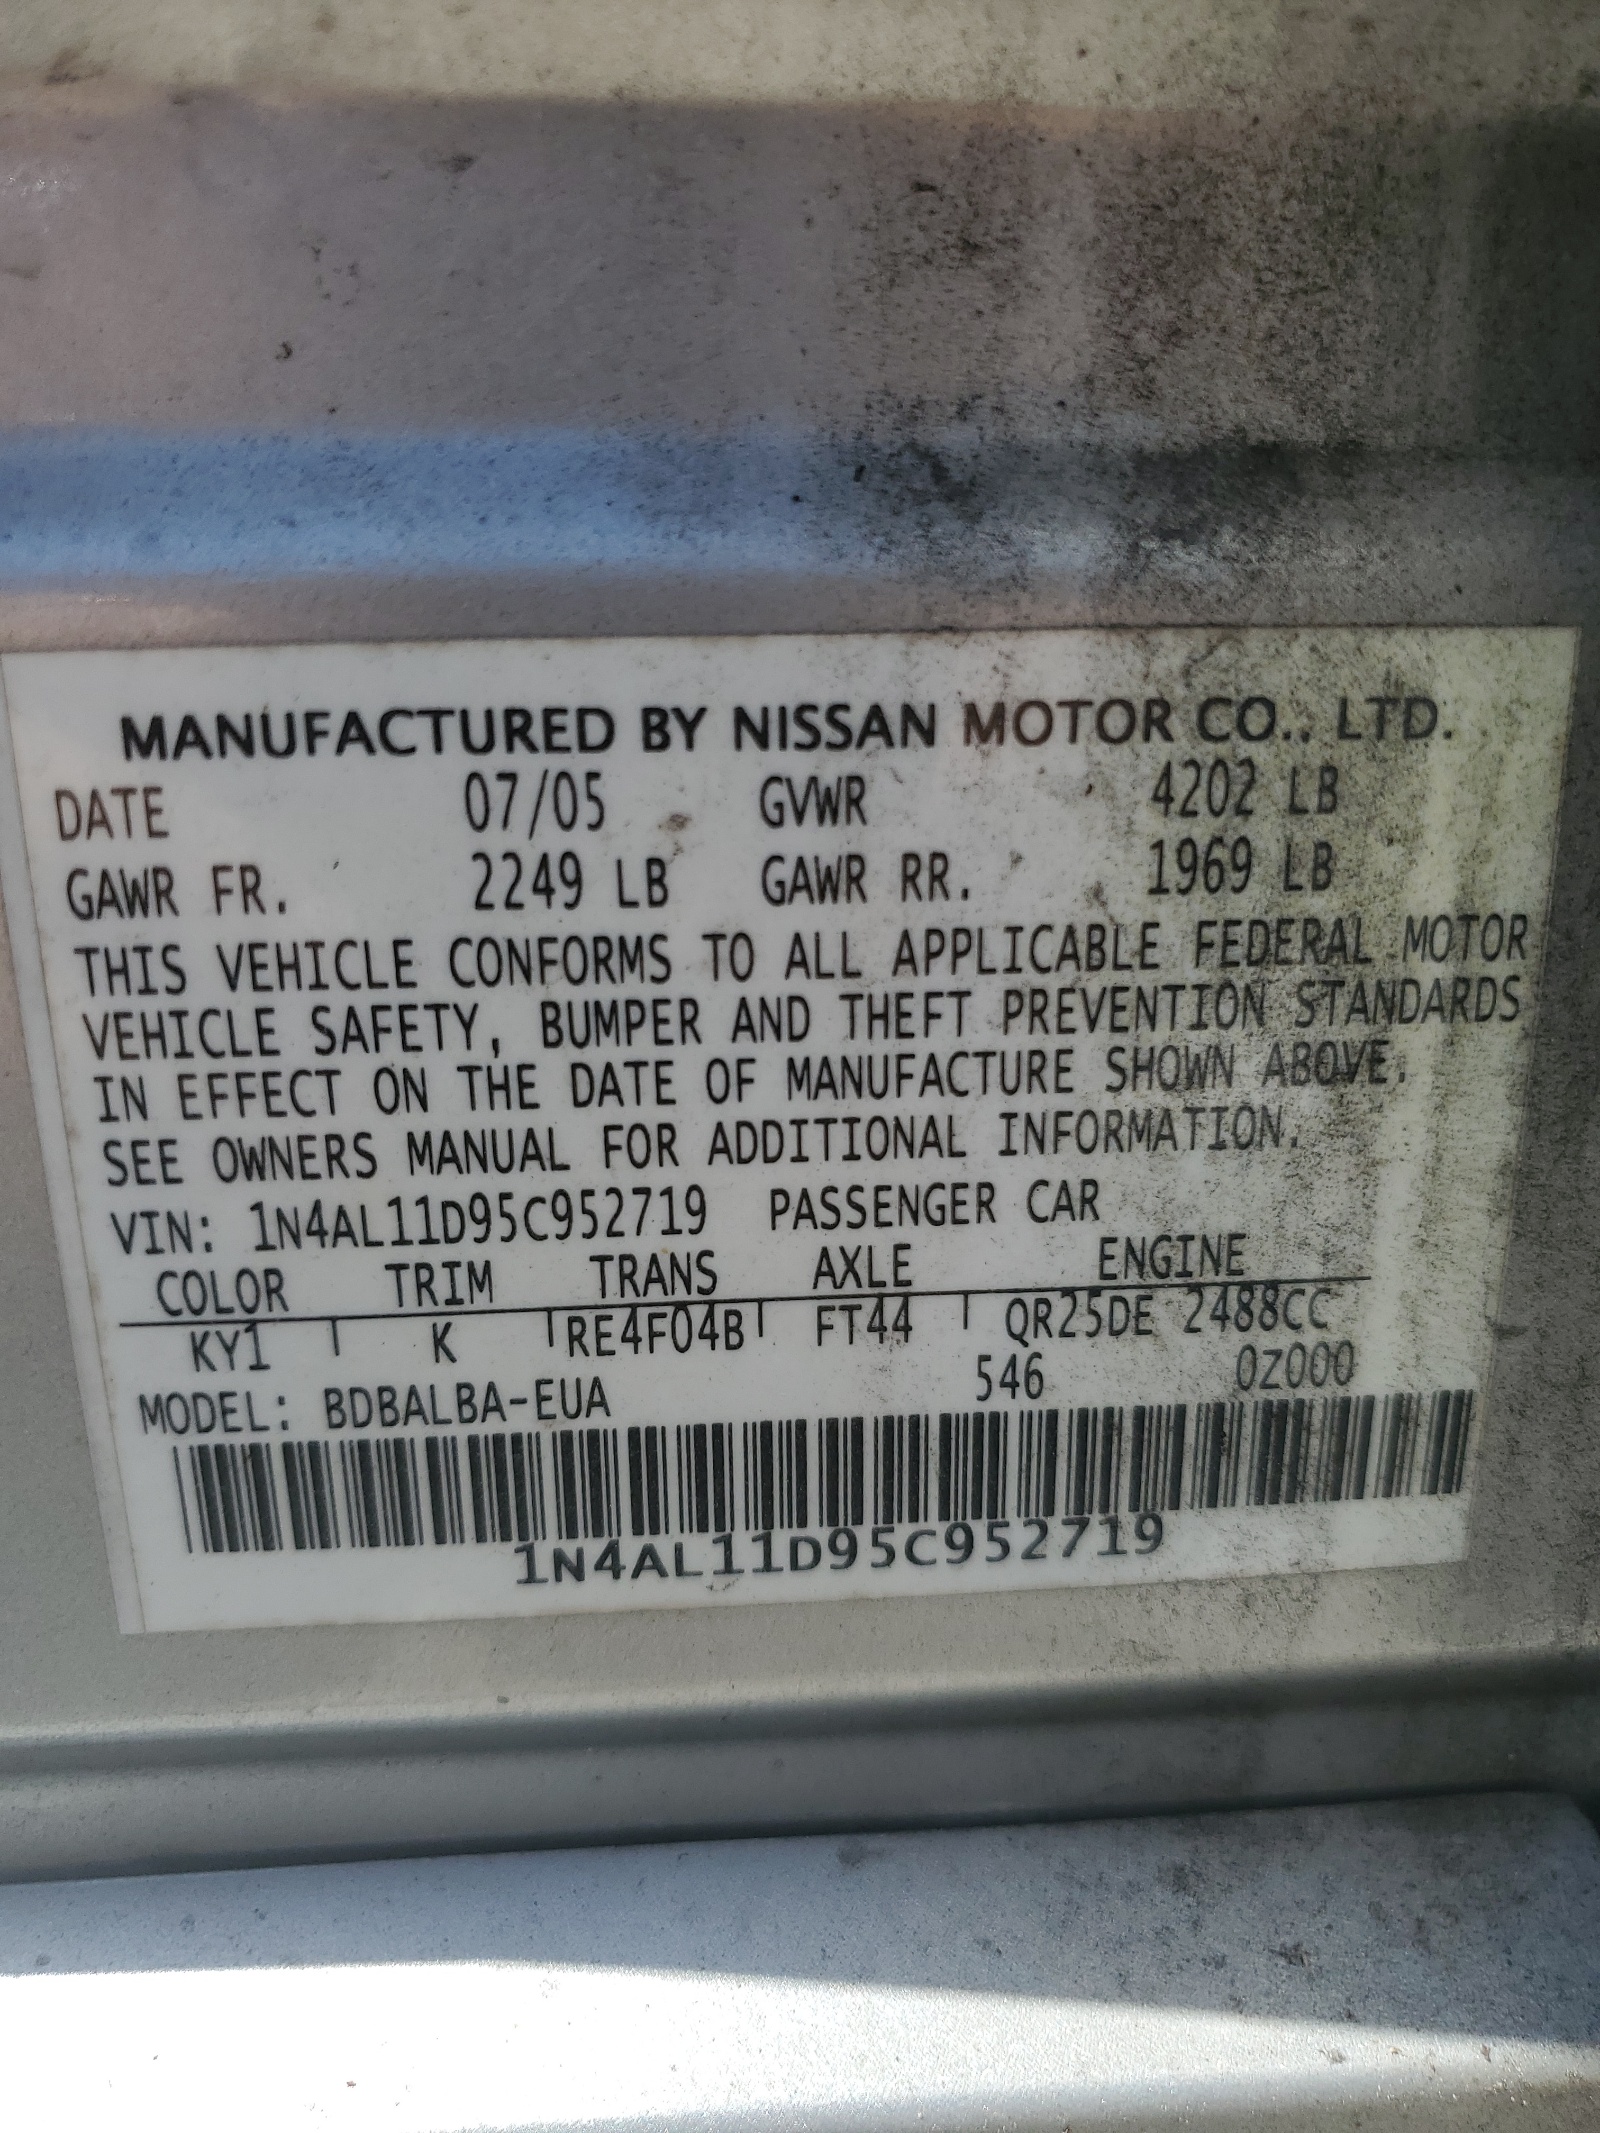 MANUFACTURED BY NISSAN MOTOR CO., LTD.
DATE 07/05 GVWR 4202 LB
GAWR FR. 2249 LB GAWR RR. 1969 LB
THIS VEHICLE CONFORMS TO ALL APPLICABLE FEDERAL MOTOR
VEHICLE SAFETY, BUMPER AND THEFT PREVENTION STANDARDS
IN EFFECT ON THE DATE OF MANUFACTURE SHOWN ABOVE.
SEE OWNERS MANUAL FOR ADDITIONAL INFORMATION.
VIN: 1N4AL11D95C952719 PASSENGER CAR
COLOR TRIM TRANS AXLE ENGINE
KY1 K RE4F04B FT44 QR25DE 2488CC
MODEL: BDBALBA-EUA 546 0Z000
1N4AL11D95C952719